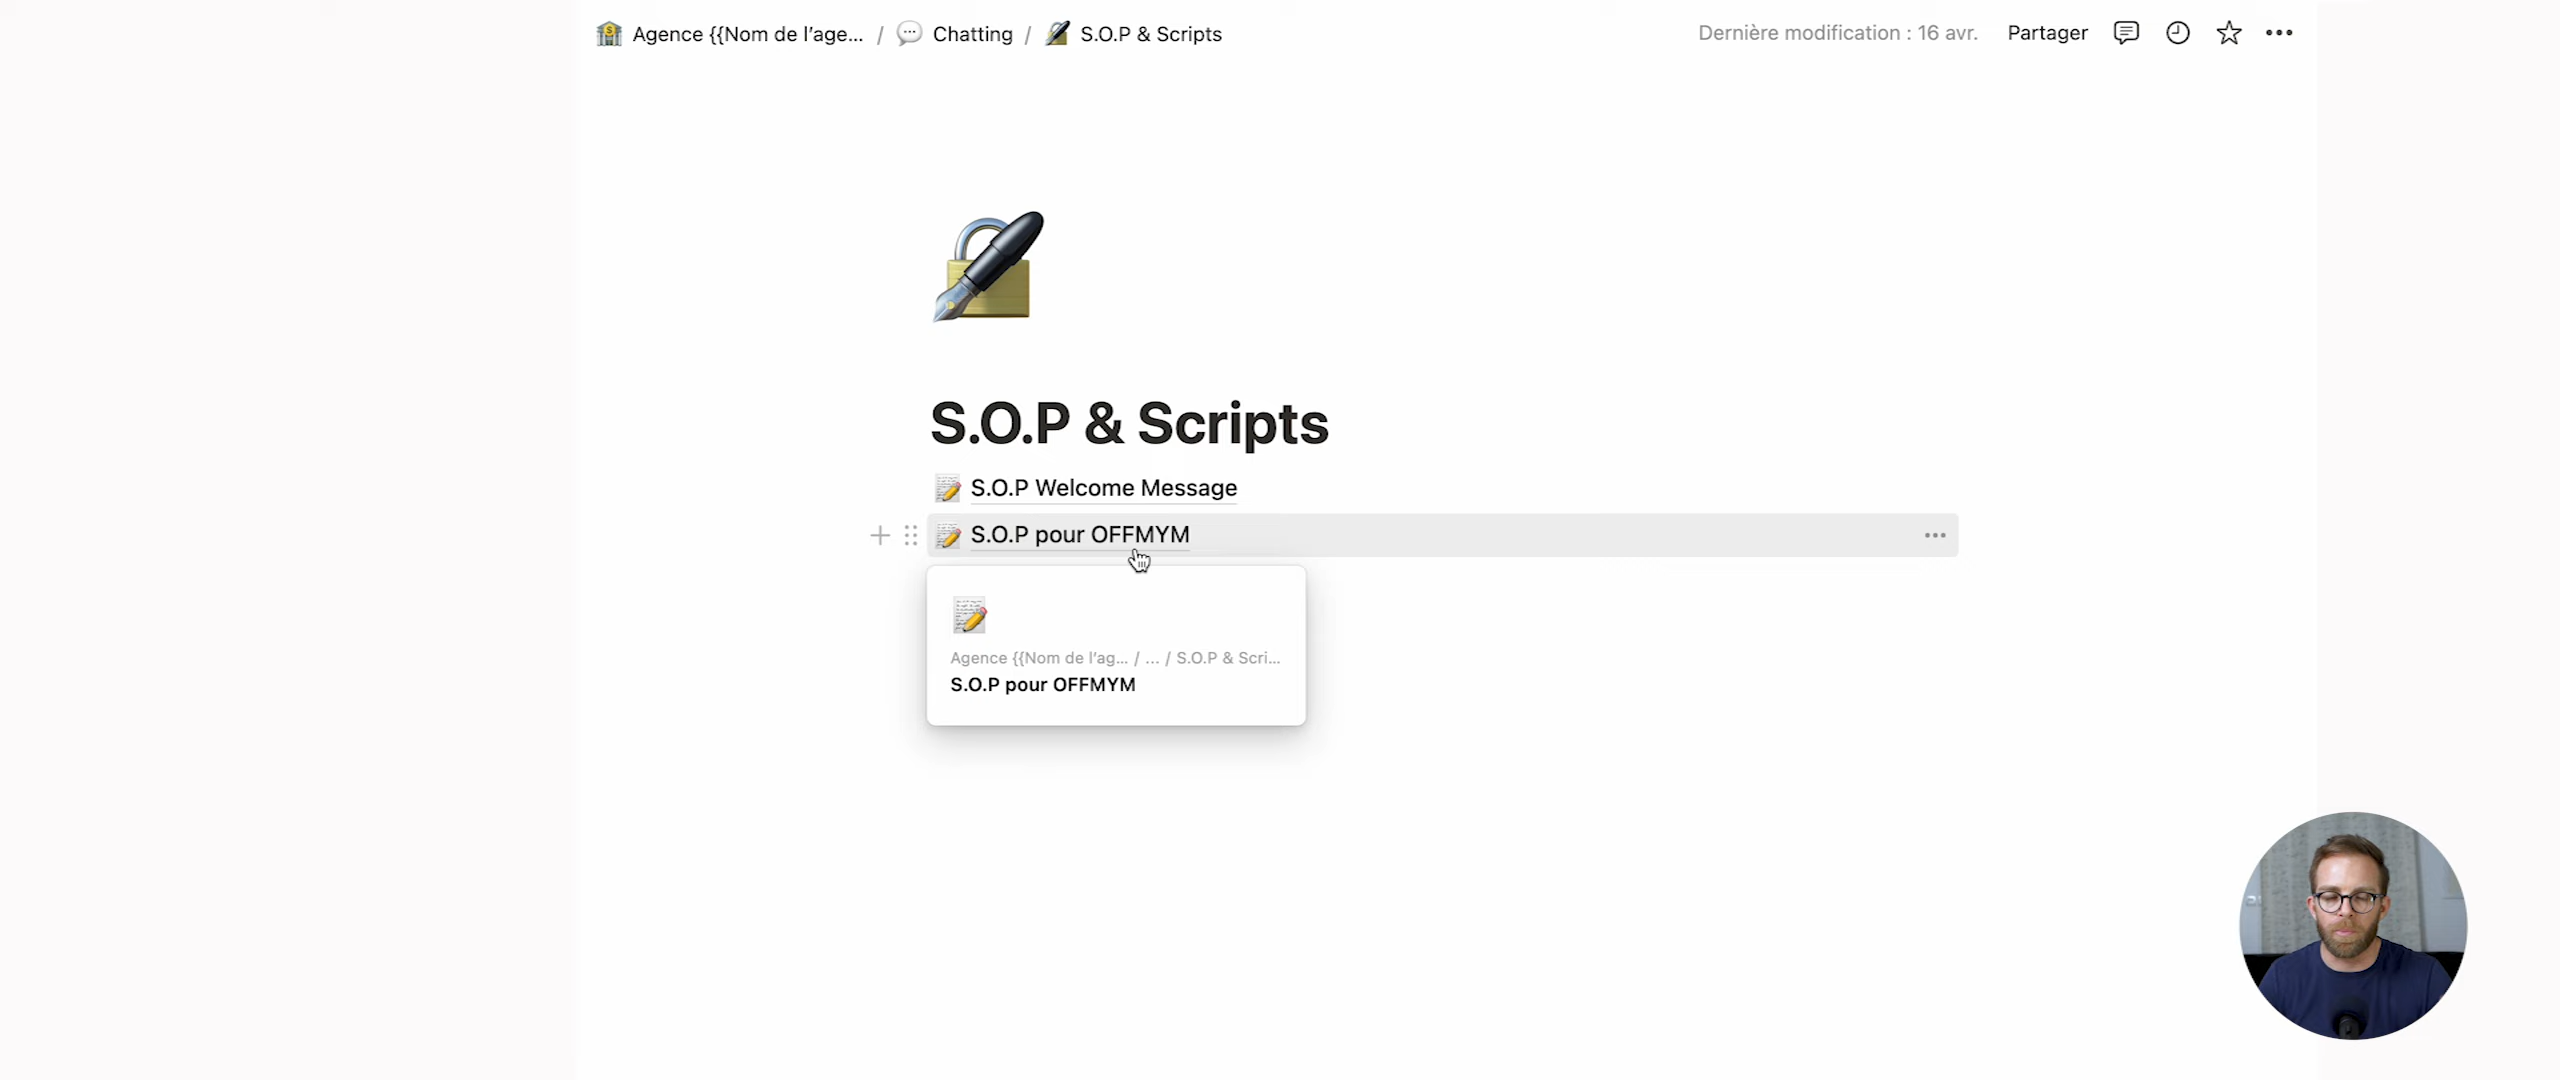 Agence {{Nom de l'age... / Chatting / S.O.P & Scripts
Dernière modification : 16 avr. Partager
S.O.P & Scripts
S.O.P Welcome Message
S.O.P pour OFFMYM
Agence {{Nom de l'ag... / ... / S.O.P & Scri...
S.O.P pour OFFMYM